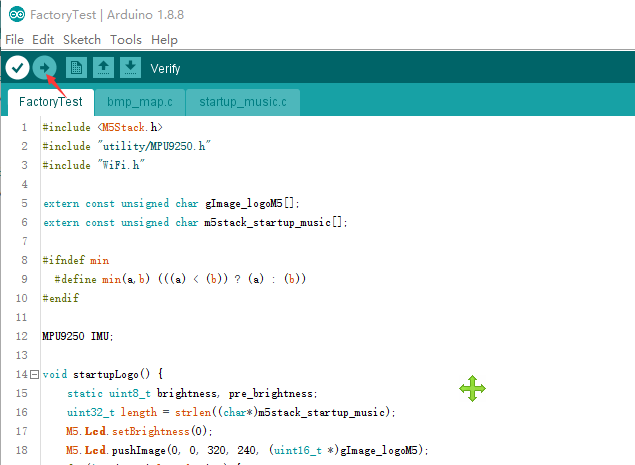 FactoryTest | Arduino 1.8.8
File Edit Sketch Tools Help
Verify
FactoryTest bmp_map.c startup_music.c
1 #include <M5Stack.h>
2 #include "utility/MPU9250.h"
3 #include "WiFi.h"
4
5 extern const unsigned char gImage_logoM5[];
6 extern const unsigned char m5stack_startup_music[];
7
8 #ifndef min
9 #define min(a,b) (((a) < (b)) ? (a) : (b))
10 #endif
11
12 MPU9250 IMU;
13
14 void startupLogo() {
15 static uint8_t brightness, pre_brightness;
16 uint32_t length = strlen((char*)m5stack_startup_music);
17 M5.Lcd.setBrightness(0);
18 M5.Lcd.pushImage(0, 0, 320, 240, (uint16_t *)gImage_logoM5);